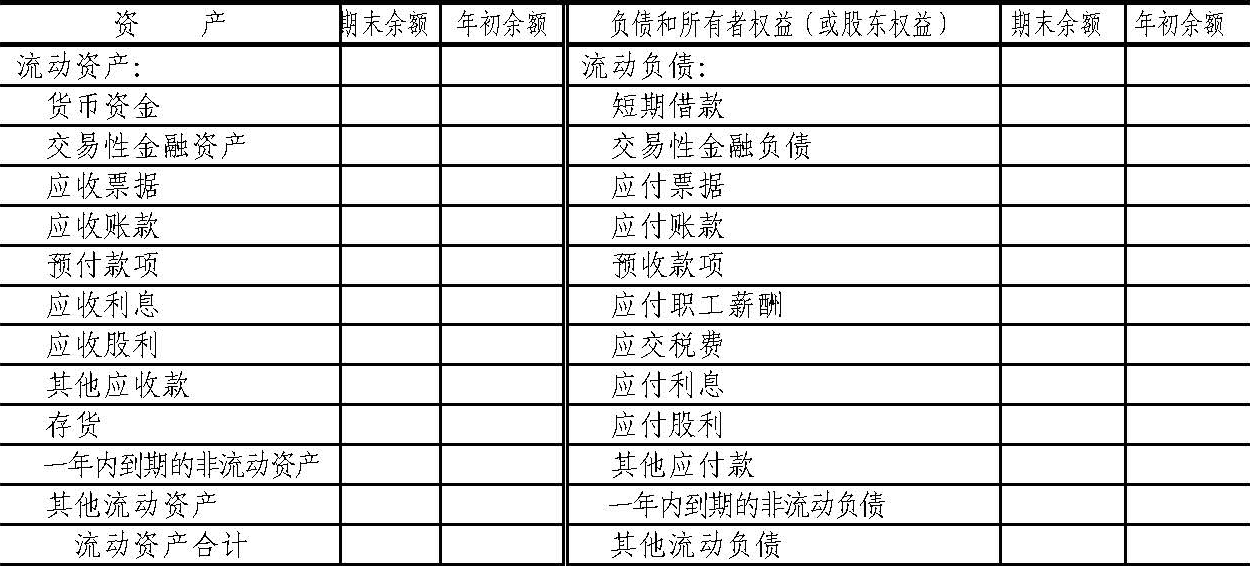 资 产 期末余额 年初余额 负债和所有者权益(或股东权益) 期末余额 年初余额
流动资产: 流动负债:
货币资金 短期借款
交易性金融资产 交易性金融负债
应收票据 应付票据
应收账款 应付账款
预付款项 预收款项
应收利息 应付职工薪酬
应收股利 应交税费
其他应收款 应付利息
存货 应付股利
一年内到期的非流动资产 其他应付款
其他流动资产 一年内到期的非流动负债
流动资产合计 其他流动负债